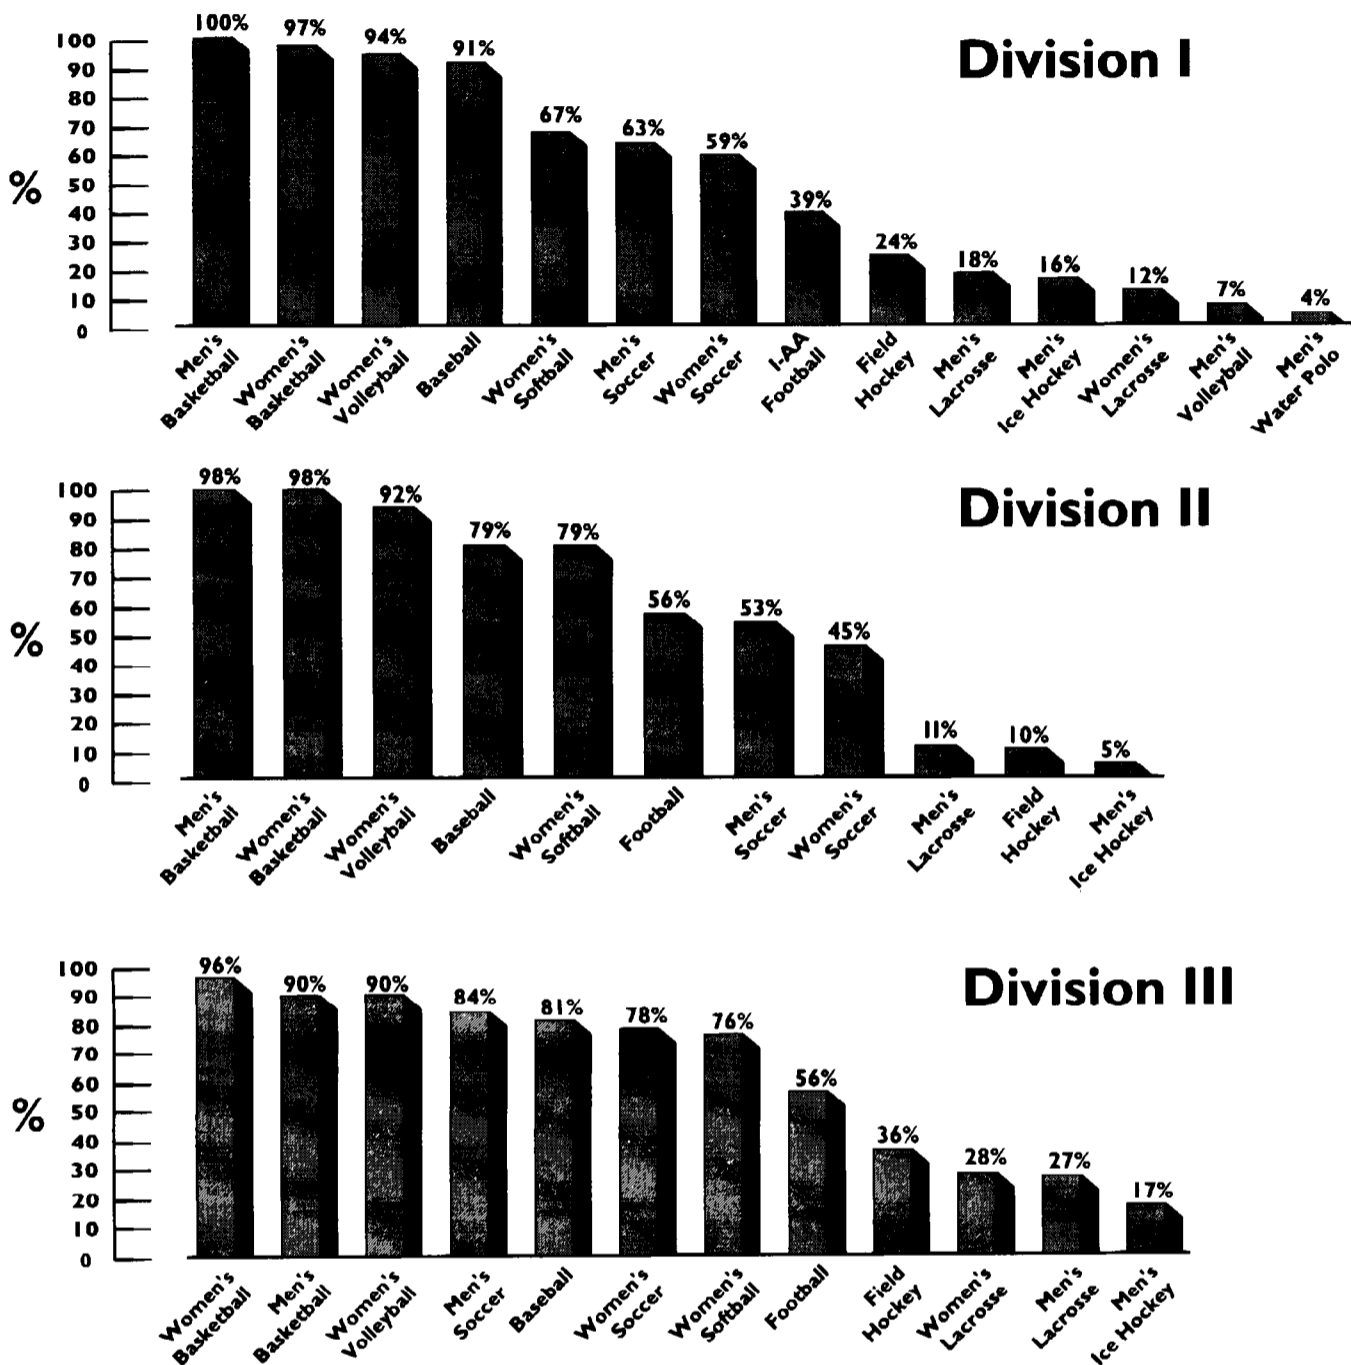 Division I
%
100
90
80
70
60
50
40
30
20
10
0
100%
97%
94%
91%
67%
63%
59%
39%
24%
18%
16%
12%
7%
4%
Men's
Basketball
Women's
Basketball
Women's
Volleyball
Baseball
Women's
Softball
Men's
Soccer
Women's
Soccer
I-AA
Football
Field
Hockey
Men's
Lacrosse
Men's
Ice Hockey
Women's
Lacrosse
Men's
Volleyball
Men's
Water Polo
Division II
%
100
90
80
70
60
50
40
30
20
10
0
98%
98%
92%
79%
79%
56%
53%
45%
11%
10%
5%
Men's
Basketball
Women's
Basketball
Women's
Volleyball
Baseball
Women's
Softball
Football
Men's
Soccer
Women's
Soccer
Men's
Lacrosse
Field
Hockey
Men's
Ice Hockey
Division III
%
100
90
80
70
60
50
40
30
20
10
0
96%
90%
90%
84%
81%
78%
76%
56%
36%
28%
27%
17%
Women's
Basketball
Men's
Basketball
Women's
Volleyball
Men's
Soccer
Baseball
Women's
Soccer
Women's
Softball
Football
Field
Hockey
Women's
Lacrosse
Men's
Lacrosse
Men's
Ice Hockey